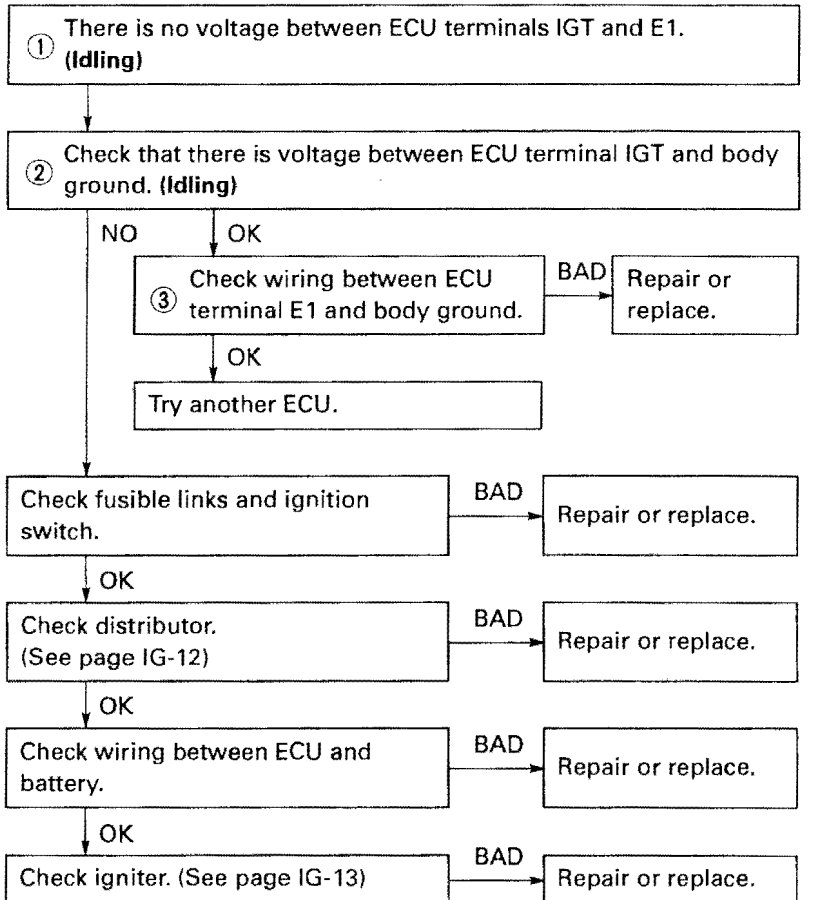 ① There is no voltage between ECU terminals IGT and E1.
(Idling)
② Check that there is voltage between ECU terminal IGT and body
ground. (Idling)
NO
OK
③ Check wiring between ECU
terminal E1 and body ground.
BAD
Repair or
replace.
OK
Try another ECU.
Check fusible links and ignition
switch.
BAD
Repair or replace.
OK
Check distributor.
(See page IG-12)
BAD
Repair or replace.
OK
Check wiring between ECU and
battery.
BAD
Repair or replace.
OK
Check igniter. (See page IG-13)
BAD
Repair or replace.